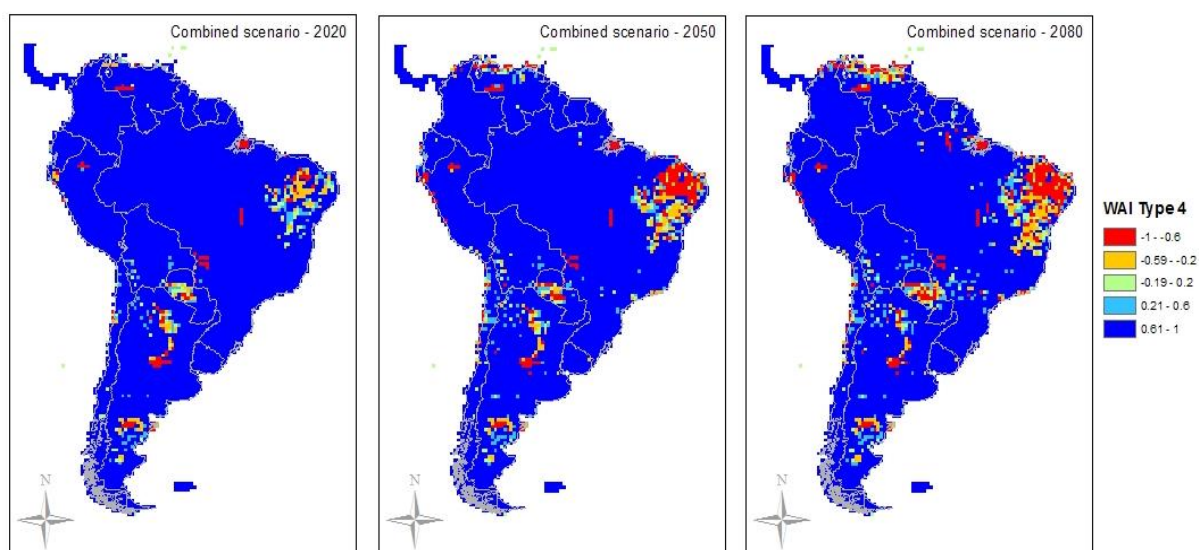 Combined scenario - 2020
Combined scenario - 2050
Combined scenario - 2080
WAI Type 4
-1 - -0.6
-0.59 - -0.2
-0.19 - 0.2
0.21 - 0.6
0.61 - 1
N
N
N